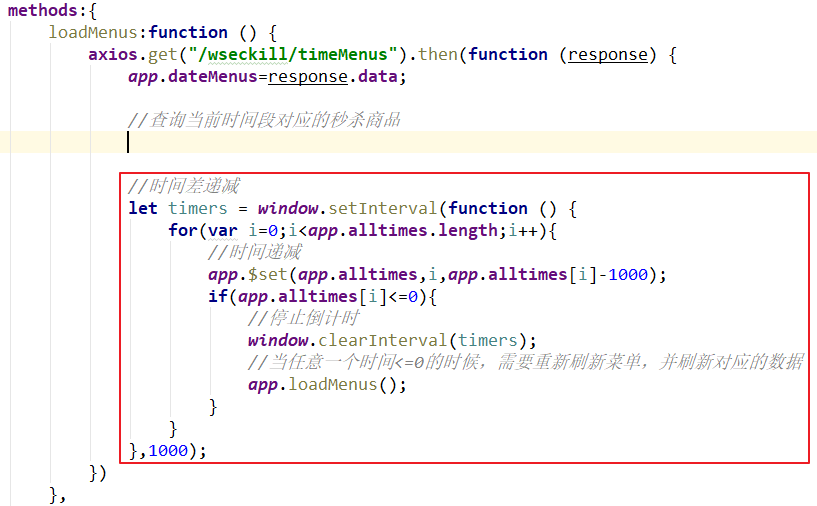 methods:{
loadMenus:function () {
axios.get("/wseckill/timeMenus").then(function (response) {
app.dateMenus=response.data;
//查询当前时间段对应的秒杀商品
//时间差递减
let timers = window.setInterval(function () {
for(var i=0;i<app.alltimes.length;i++){
//时间递减
app.$set(app.alltimes,i,app.alltimes[i]-1000);
if(app.alltimes[i]<=0){
//停止倒计时
window.clearInterval(timers);
//当任意一个时间<=0的时候，需要重新刷新菜单，并刷新对应的数据
app.loadMenus();
}
}
},1000);
})
},